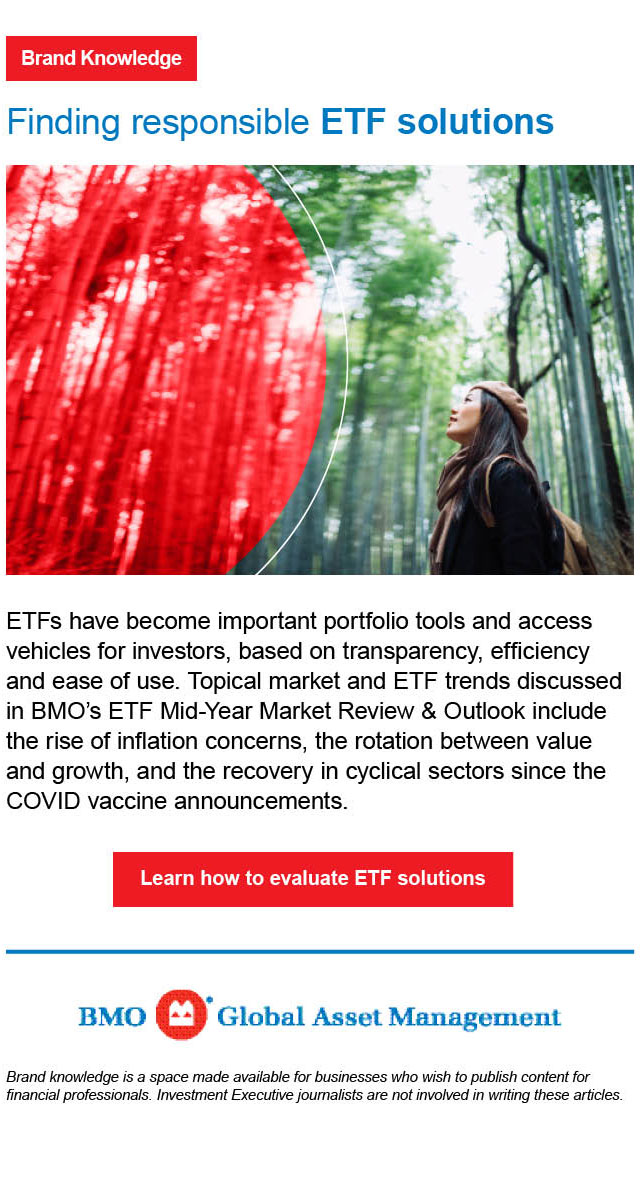 Brand Knowledge
Finding responsible ETF solutions
ETFs have become important portfolio tools and access
vehicles for investors, based on transparency, efficiency
and ease of use. Topical market and ETF trends discussed
in BMO’s ETF Mid-Year Market Review & Outlook include
the rise of inflation concerns, the rotation between value
and growth, and the recovery in cyclical sectors since the
COVID vaccine announcements.
Learn how to evaluate ETF solutions
BMO Global Asset Management
Brand knowledge is a space made available for businesses who wish to publish content for
financial professionals. Investment Executive journalists are not involved in writing these articles.